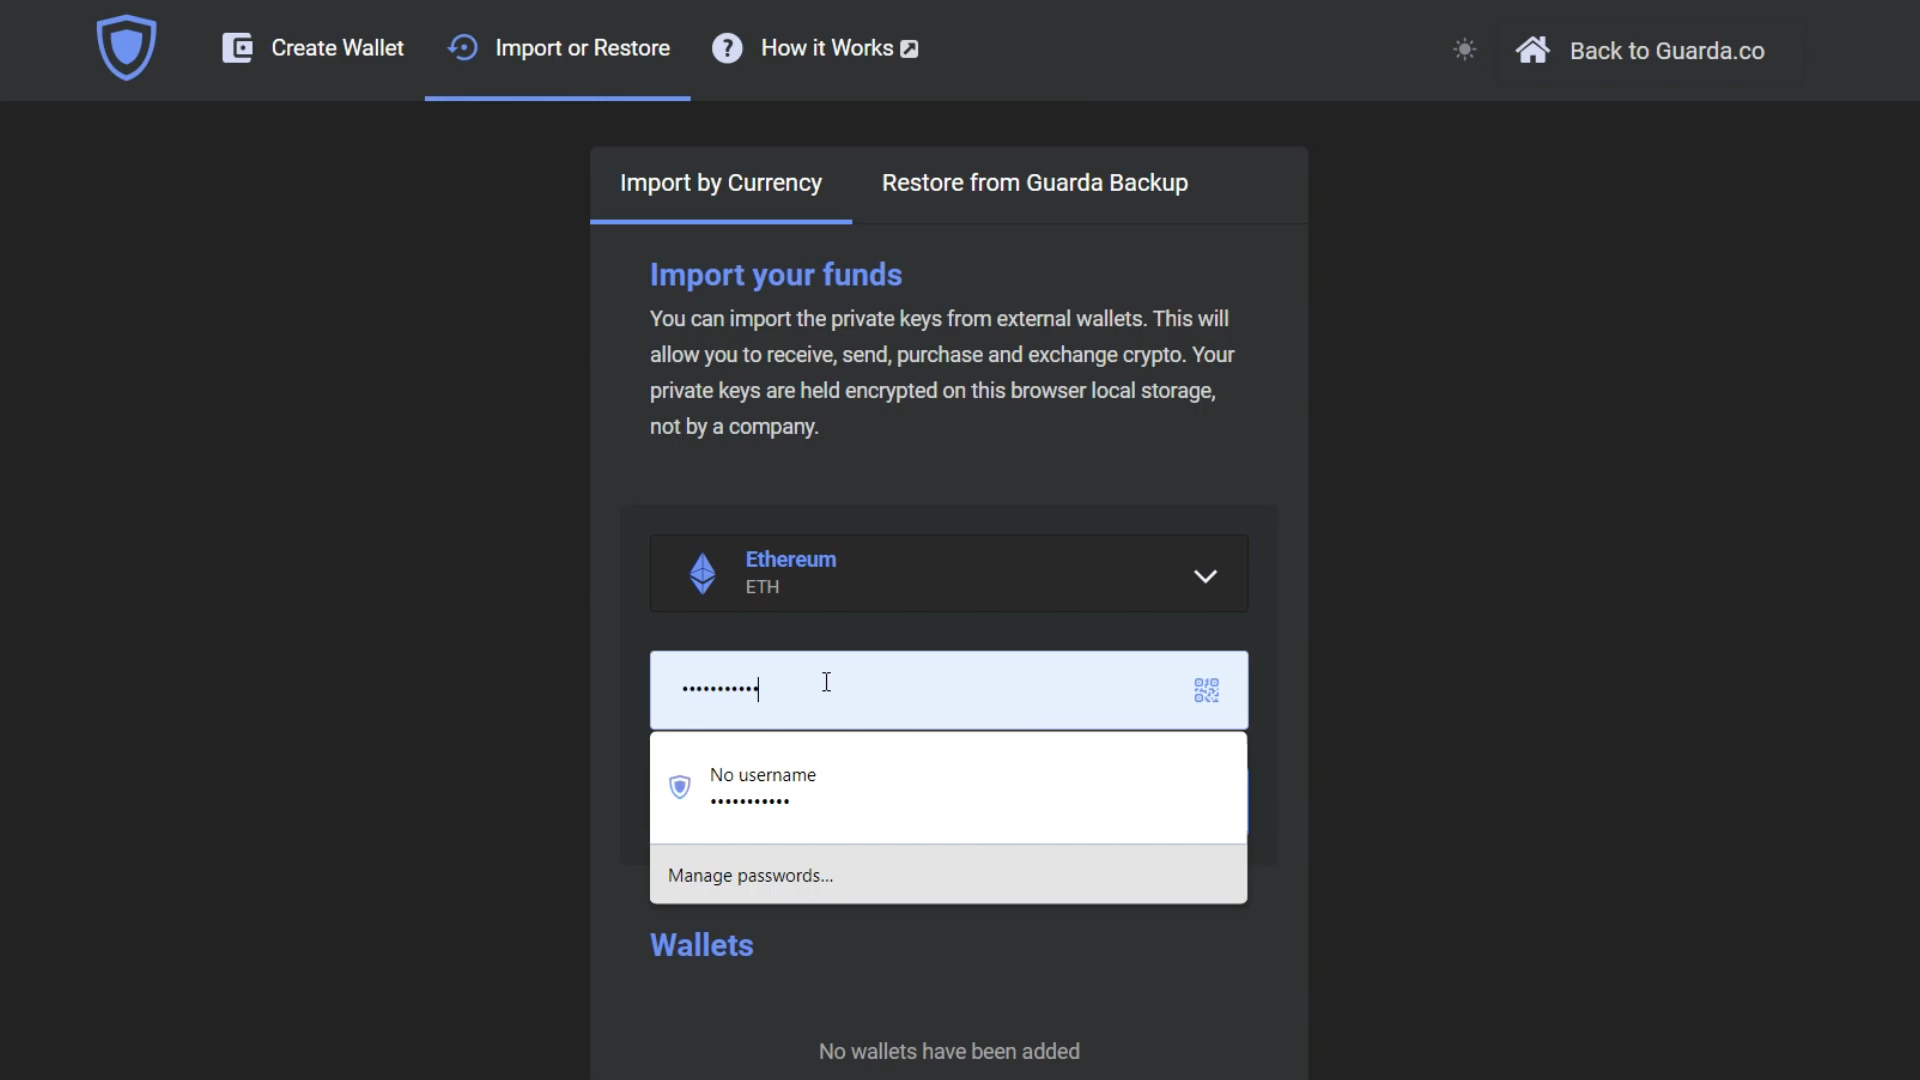 Create Wallet
Import or Restore
How it Works
Back to Guarda.co
Import by Currency
Restore from Guarda Backup
Import your funds
You can import the private keys from external wallets. This will
allow you to receive, send, purchase and exchange crypto. Your
private keys are held encrypted on this browser local storage,
not by a company.
Ethereum
ETH
•••••••••••
No username
•••••••••••
Manage passwords...
Wallets
No wallets have been added